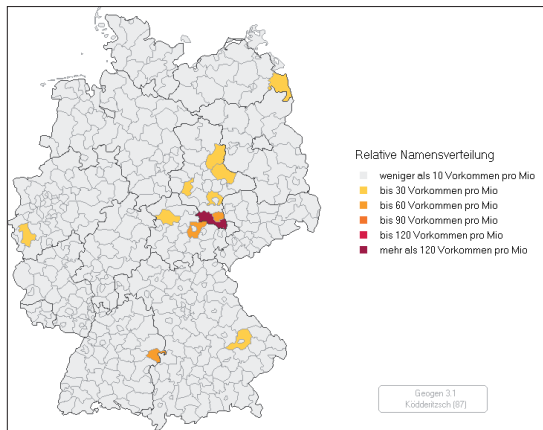 Relative Namensverteilung
weniger als 10 Vorkommen pro Mio
bis 30 Vorkommen pro Mio
bis 60 Vorkommen pro Mio
bis 90 Vorkommen pro Mio
bis 120 Vorkommen pro Mio
mehr als 120 Vorkommen pro Mio
Geogen 3.1
Ködderitzsch (87)